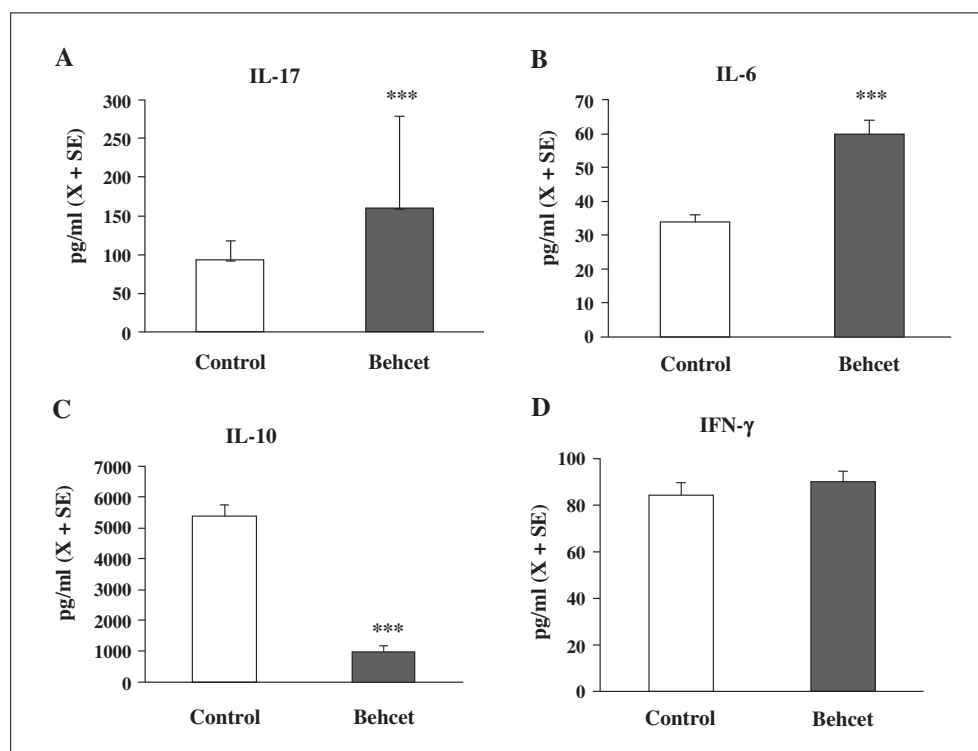 A
IL-17
pg/ml (X + SE)
300
250
200
150
100
50
0
***
Control
Behcet
B
IL-6
pg/ml (X + SE)
70
60
50
40
30
20
10
0
***
Control
Behcet
C
IL-10
pg/ml (X + SE)
7000
6000
5000
4000
3000
2000
1000
0
***
Control
Behcet
D
IFN-γ
pg/ml (X + SE)
100
80
60
40
20
0
Control
Behcet